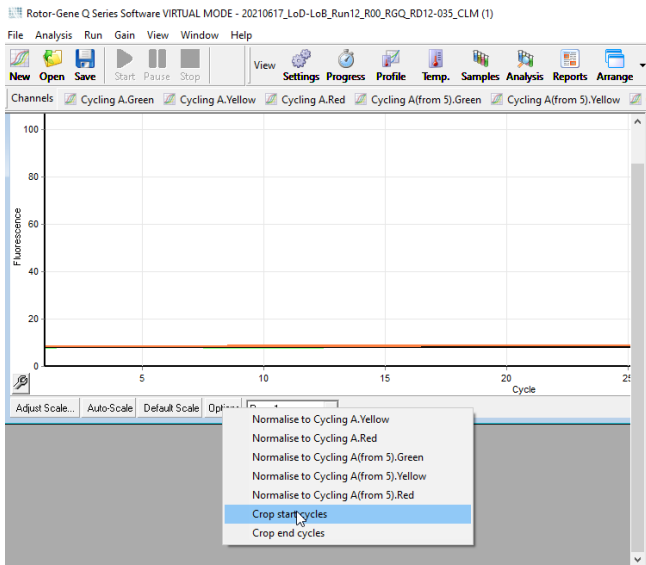 Rotor-Gene Q Series Software VIRTUAL MODE - 20210617_LoD-LoB_Run12_R00_RGQ_RD12-035_CLM (1)
File Analysis Run Gain View Window Help
New Open Save Start Pause Stop View Settings Progress Profile Temp. Samples Analysis Reports Arrange
Channels Cycling A.Green Cycling A.Yellow Cycling A.Red Cycling A(from 5).Green Cycling A(from 5).Yellow
100
80
60
40
20
0
Fluorescence
5 10 15 20 25
Cycle
Adjust Scale... Auto-Scale Default Scale
Normalise to Cycling A.Yellow
Normalise to Cycling A.Red
Normalise to Cycling A(from 5).Green
Normalise to Cycling A(from 5).Yellow
Normalise to Cycling A(from 5).Red
Crop start cycles
Crop end cycles